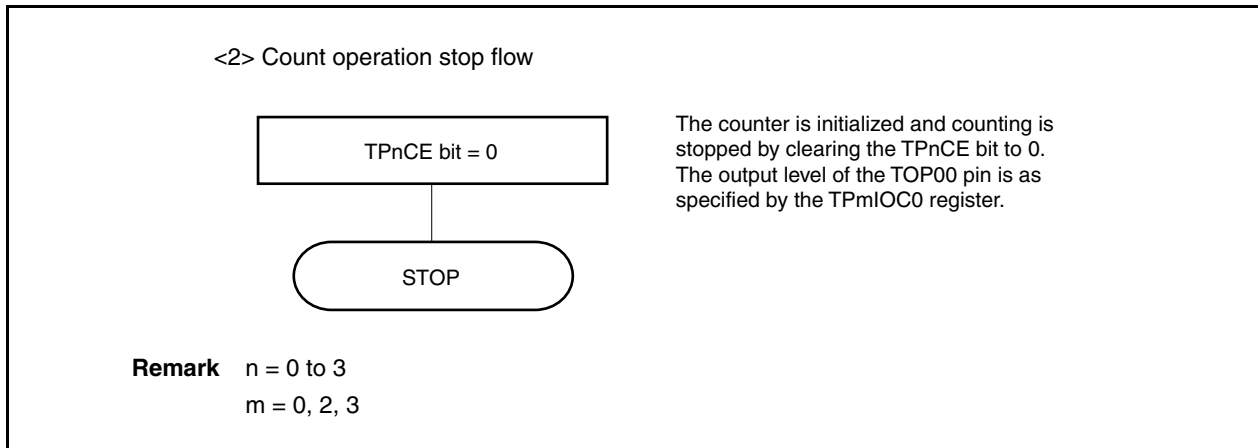 <2> Count operation stop flow
TPnCE bit = 0
The counter is initialized and counting is
stopped by clearing the TPnCE bit to 0.
The output level of the TOP00 pin is as
specified by the TPmIOC0 register.
STOP
Remark n = 0 to 3
m = 0, 2, 3